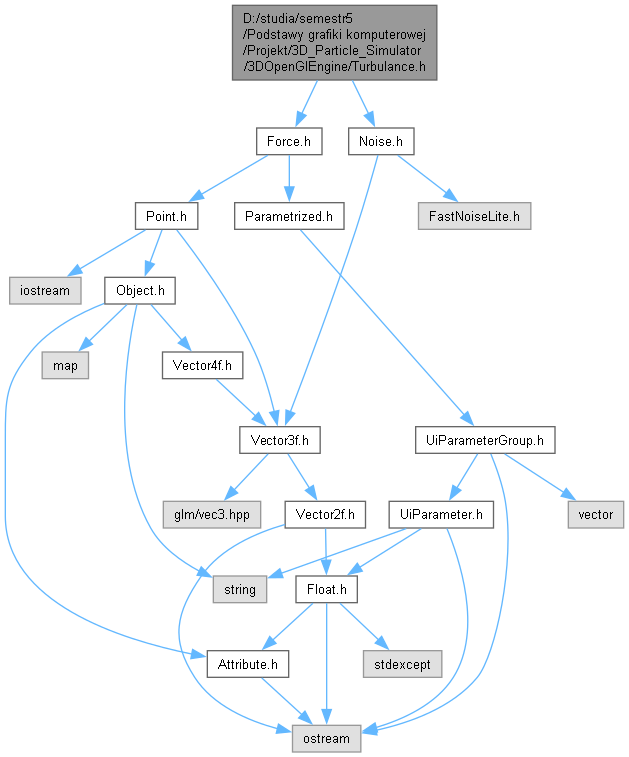 D:/studia/semestr5
/Podstawy grafiki komputerowej
/Projekt/3D_Particle_Simulator
/3DOpenGlEngine/Turbulance.h
Force.h
Noise.h
Point.h
Parametrized.h
FastNoiseLite.h
iostream
Object.h
map
Vector4f.h
Vector3f.h
UiParameterGroup.h
glm/vec3.hpp
Vector2f.h
UiParameter.h
vector
string
Float.h
Attribute.h
stdexcept
ostream